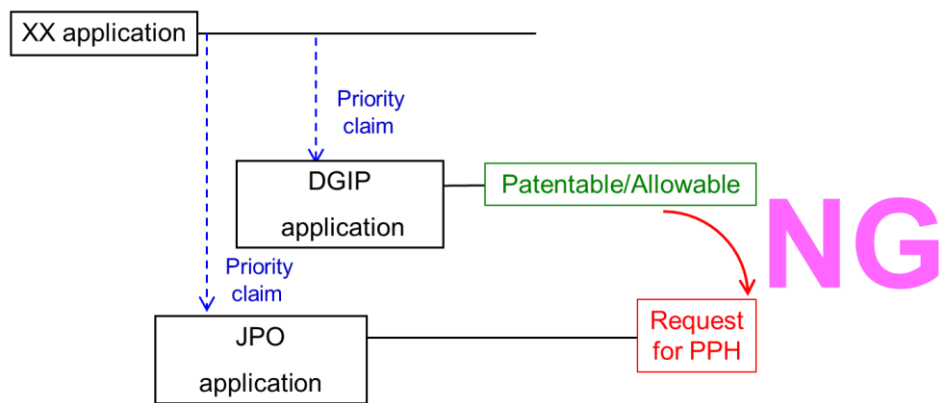 XX application
Priority
claim
DGIP
application
Patentable/Allowable
NG
Priority
claim
JPO
application
Request
for PPH